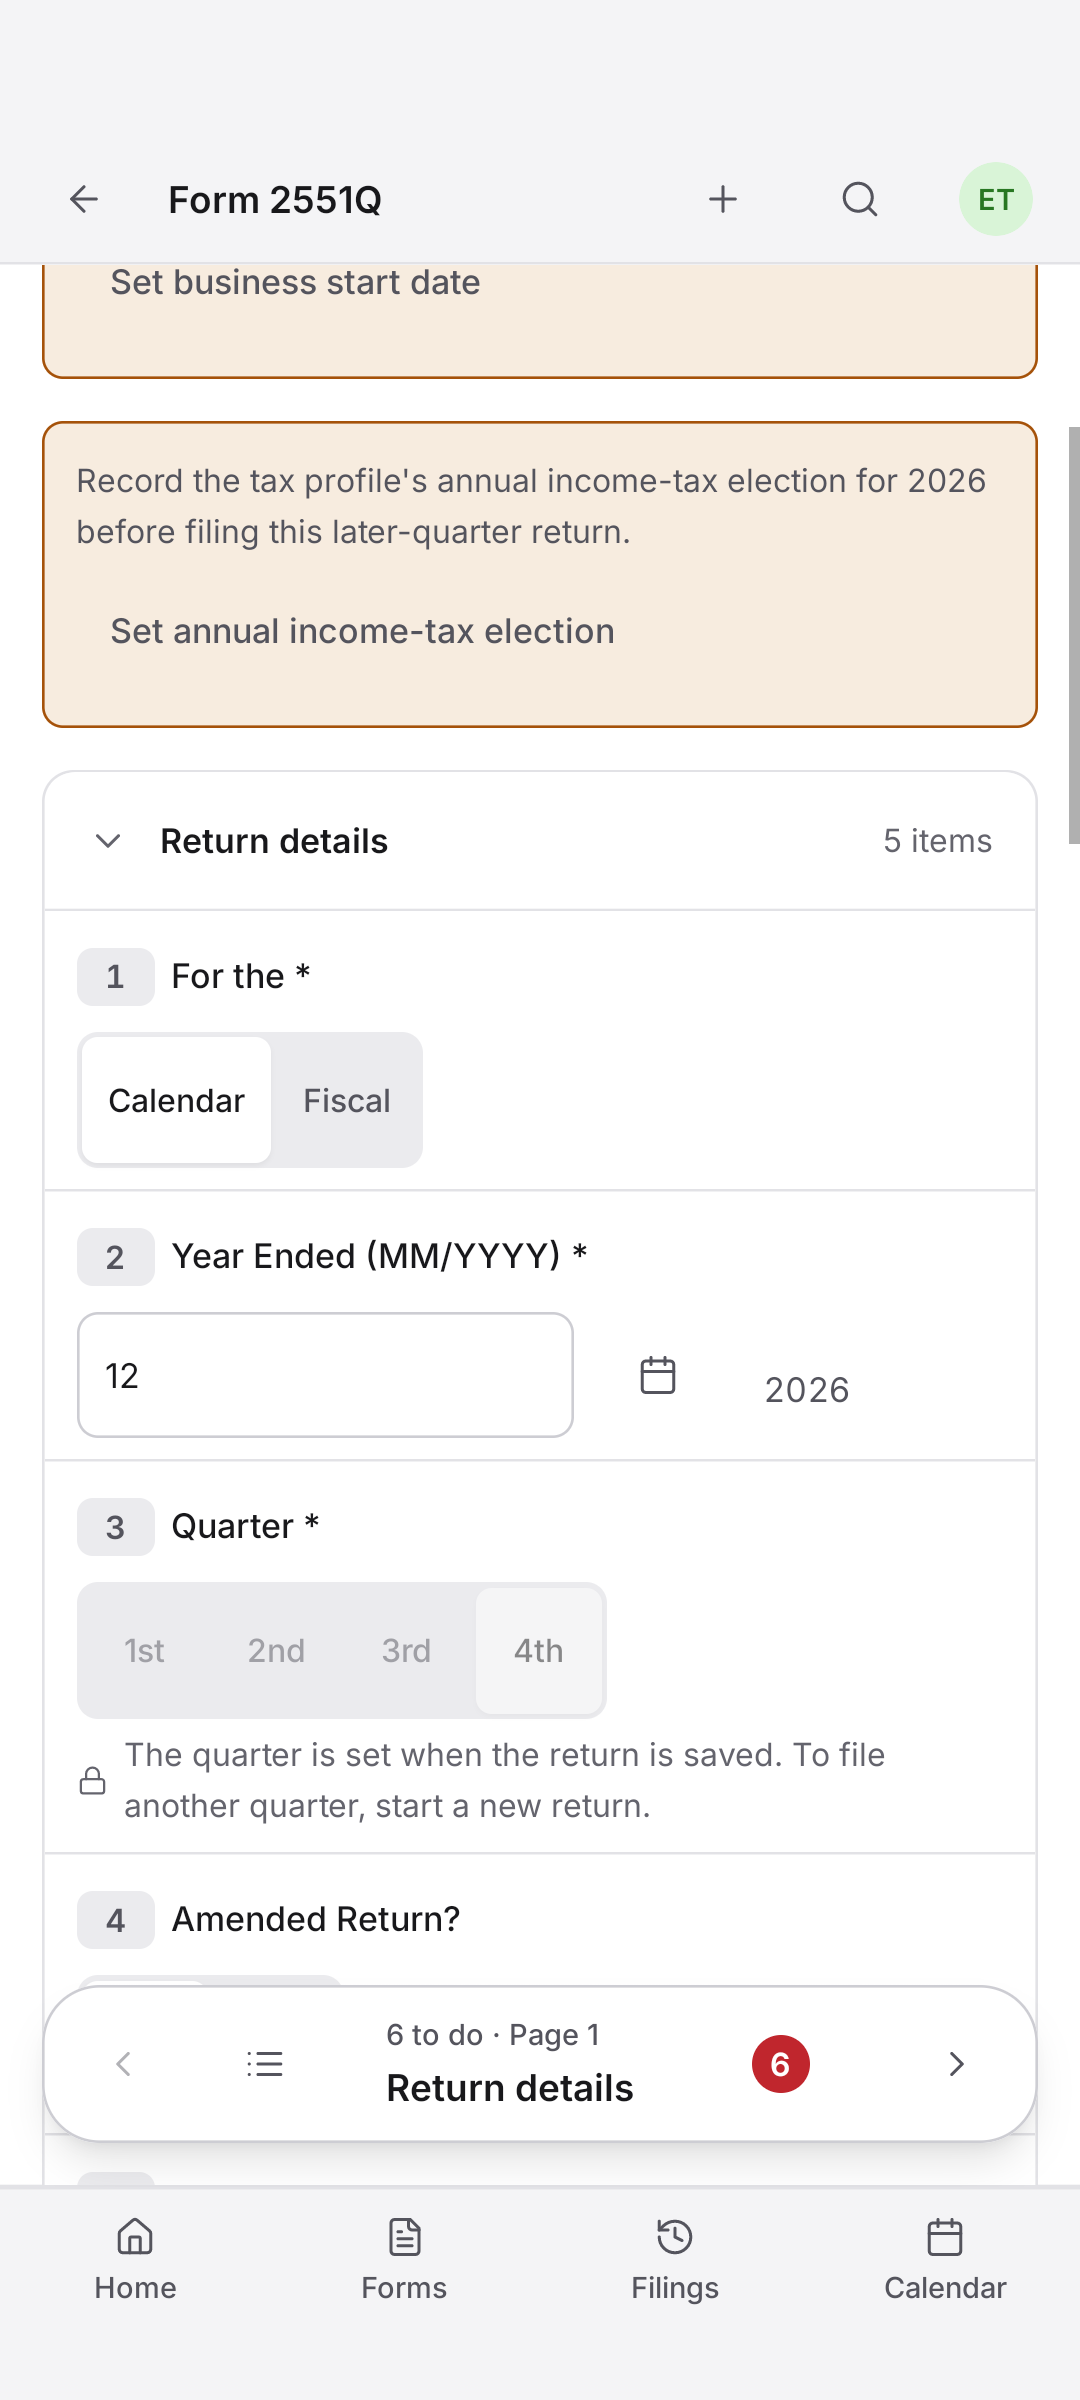 Form 2551Q
ET
Set business start date
Record the tax profile's annual income-tax election for 2026
before filing this later-quarter return.
Set annual income-tax election
Return details
5 items
1 For the *
Calendar Fiscal
2 Year Ended (MM/YYYY) *
12
2026
3 Quarter *
1st 2nd 3rd 4th
The quarter is set when the return is saved. To file
another quarter, start a new return.
4 Amended Return?
6 to do · Page 1
Return details
6
Home Forms Filings Calendar